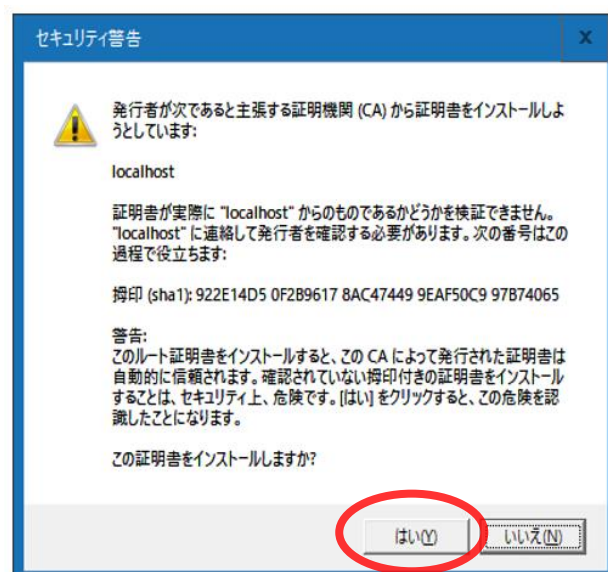 セキュリティ警告
x
発行者が次であると主張する証明機関 (CA) から証明書をインストールしよ
うとしています:
localhost
証明書が実際に "localhost" からのものであるかどうかを検証できません。
"localhost" に連絡して発行者を確認する必要があります。次の番号はこの
過程で役立ちます:
拇印 (sha1): 922E14D5 0F2B9617 8AC47449 9EAF50C9 97B74065
警告:
このルート証明書をインストールすると、この CA によって発行された証明書は
自動的に信頼されます。確認されていない拇印付きの証明書をインストール
することは、セキュリティ上、危険です。[はい] をクリックすると、この危険を認
識したことになります。
この証明書をインストールしますか?
はい(Y) いいえ(N)